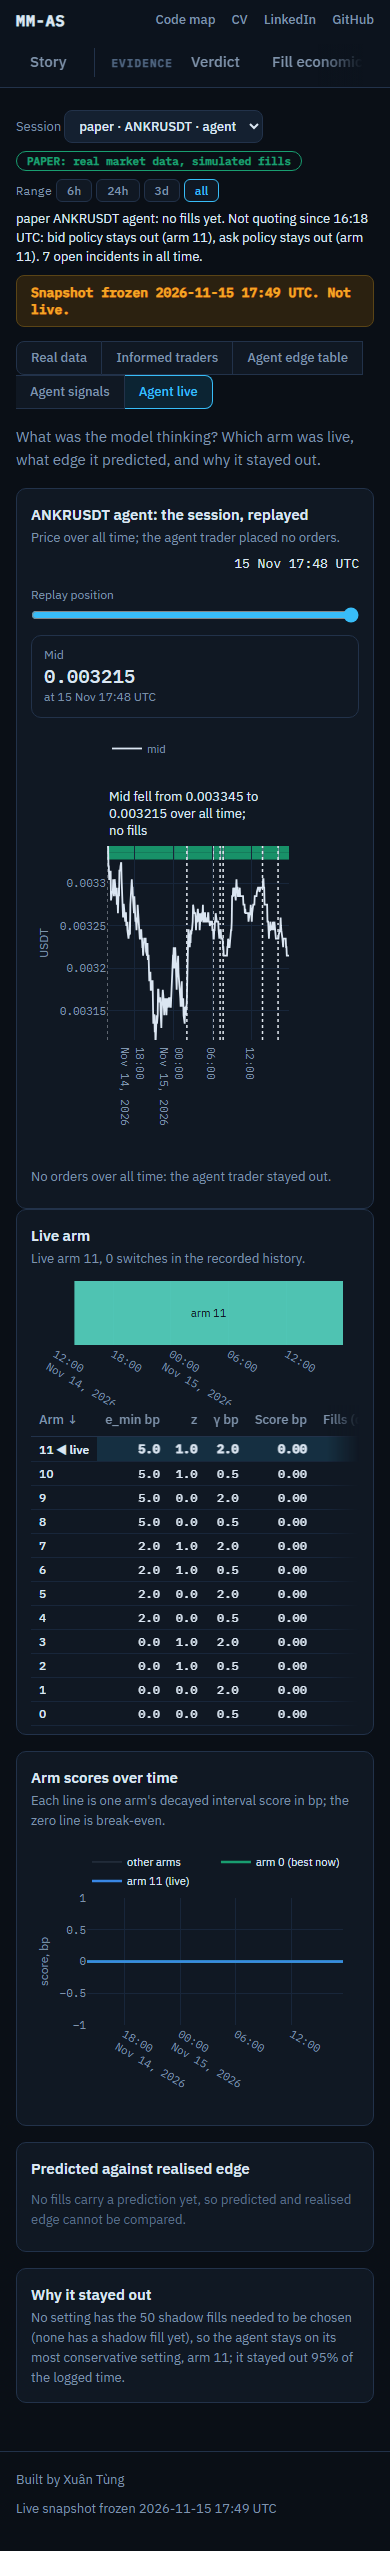 MM-AS
Code map CV LinkedIn GitHub
Story EVIDENCE Verdict Fill economic
Session paper · ANKRUSDT · agent
PAPER: real market data, simulated fills
Range 6h 24h 3d all
paper ANKRUSDT agent: no fills yet. Not quoting since 16:18
UTC: bid policy stays out (arm 11), ask policy stays out (arm
11). 7 open incidents in all time.
Snapshot frozen 2026-11-15 17:49 UTC. Not
live.
Real data Informed traders Agent edge table
Agent signals Agent live
What was the model thinking? Which arm was live,
what edge it predicted, and why it stayed out.
ANKRUSDT agent: the session, replayed
Price over all time; the agent trader placed no orders.
15 Nov 17:48 UTC
Replay position
Mid
0.003215
at 15 Nov 17:48 UTC
mid
Mid fell from 0.003345 to
0.003215 over all time;
no fills
0.0033
0.00325
0.0032
0.00315
USDT
Nov 14, 2026 18:00 Nov 15, 2026 00:00 06:00 12:00
No orders over all time: the agent trader stayed out.
Live arm
Live arm 11, 0 switches in the recorded history.
arm 11
12:00 18:00 00:00 06:00 12:00
Nov 14, 2026 Nov 15, 2026
Arm ↓ e_min bp z γ bp Score bp Fills (
11 ◀ live 5.0 1.0 2.0 0.00
10 5.0 1.0 0.5 0.00
9 5.0 0.0 2.0 0.00
8 5.0 0.0 0.5 0.00
7 2.0 1.0 2.0 0.00
6 2.0 1.0 0.5 0.00
5 2.0 0.0 2.0 0.00
4 2.0 0.0 0.5 0.00
3 0.0 1.0 2.0 0.00
2 0.0 1.0 0.5 0.00
1 0.0 0.0 2.0 0.00
0 0.0 0.0 0.5 0.00
Arm scores over time
Each line is one arm's decayed interval score in bp; the
zero line is break-even.
other arms arm 0 (best now)
arm 11 (live)
1
0.5
0
−0.5
−1
score, bp
18:00 00:00 06:00 12:00
Nov 14, 2026 Nov 15, 2026
Predicted against realised edge
No fills carry a prediction yet, so predicted and realised
edge cannot be compared.
Why it stayed out
No setting has the 50 shadow fills needed to be chosen
(none has a shadow fill yet), so the agent stays on its
most conservative setting, arm 11; it stayed out 95% of
the logged time.
Built by Xuân Tùng
Live snapshot frozen 2026-11-15 17:49 UTC